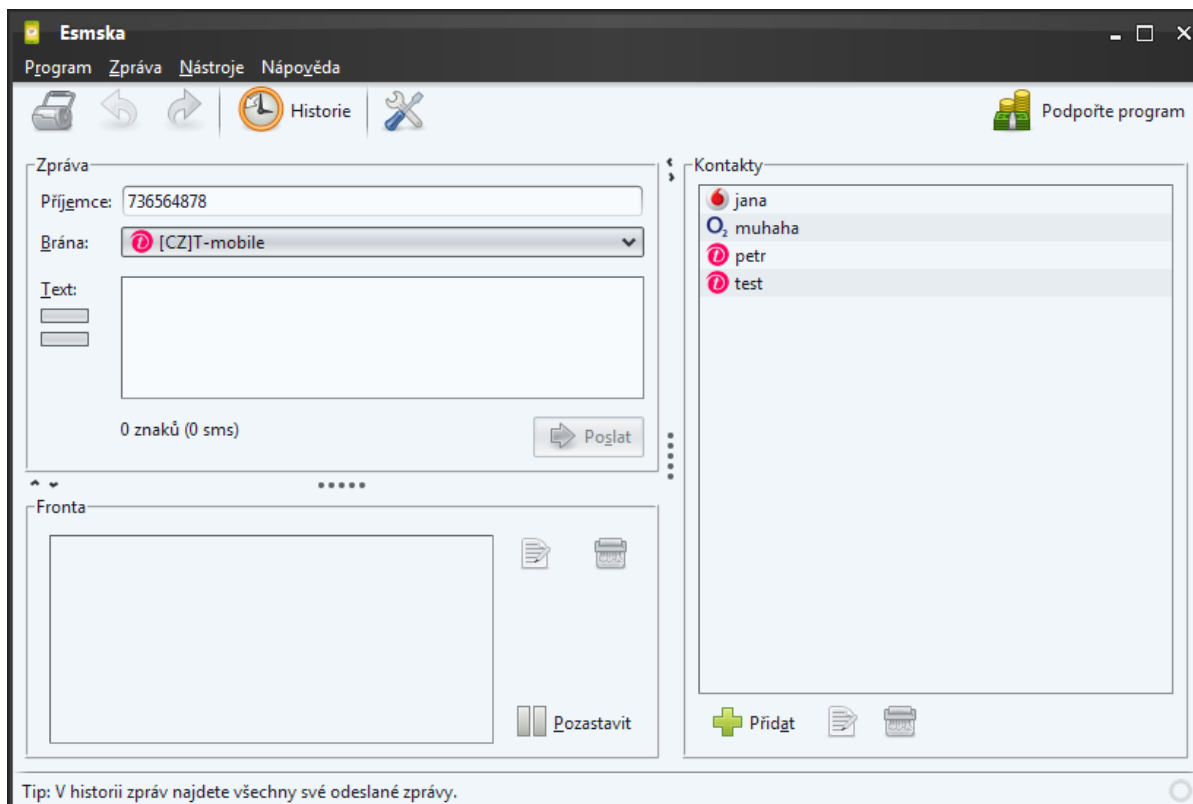 Esmska
Program Zpráva Nástroje Nápověda
Historie
Podpořte program
Zpráva
Příjemce: 736564878
Brána: [CZ]T-mobile
Text:
0 znaků (0 sms)
Poslat
Fronta
Pozastavit
Kontakty
jana
O2 muhaha
petr
test
Přidat
Tip: V historii zpráv najdete všechny své odeslané zprávy.